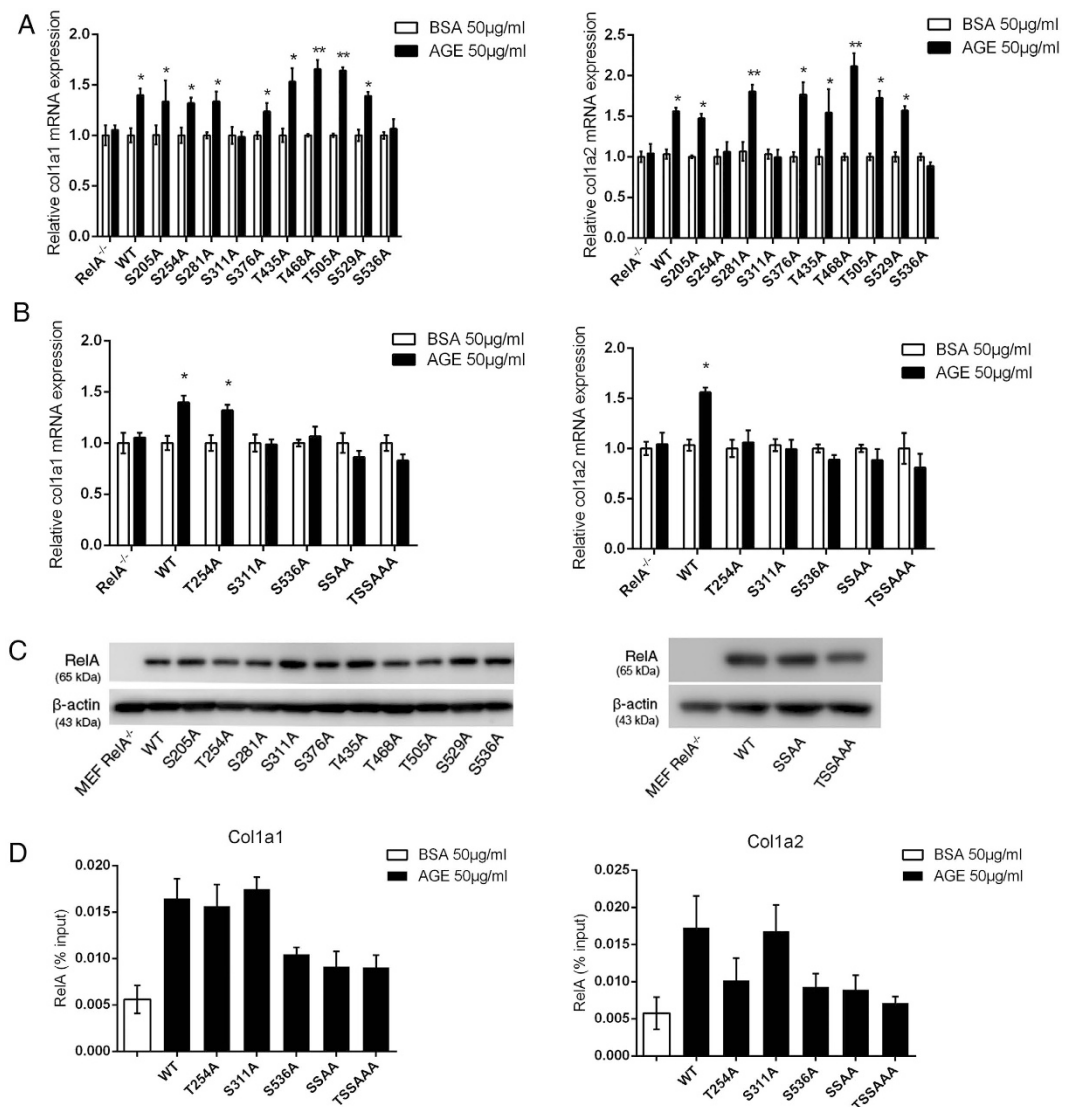 A
Relative col1a1 mRNA expression
2.0
1.5
1.0
0.5
0.0
BSA 50µg/ml
AGE 50µg/ml
* * * * * * ** ** *
RelA-/-
WT
S205A
S254A
S281A
S311A
S376A
T435A
T468A
T505A
S529A
S536A
Relative col1a2 mRNA expression
2.5
2.0
1.5
1.0
0.5
0.0
BSA 50µg/ml
AGE 50µg/ml
* * ** * * ** * *
RelA-/-
WT
S205A
S254A
S281A
S311A
S376A
T435A
T468A
T505A
S529A
S536A
B
Relative col1a1 mRNA expression
2.0
1.5
1.0
0.5
0.0
BSA 50µg/ml
AGE 50µg/ml
* *
RelA-/-
WT
T254A
S311A
S536A
SSAA
TSSAAA
Relative col1a2 mRNA expression
2.0
1.5
1.0
0.5
0.0
BSA 50µg/ml
AGE 50µg/ml
*
RelA-/-
WT
T254A
S311A
S536A
SSAA
TSSAAA
C
RelA
(65 kDa)
β-actin
(43 kDa)
MEF RelA-/-
WT
S205A
T254A
S281A
S311A
S376A
T435A
T468A
T505A
S529A
S536A
RelA
(65 kDa)
β-actin
(43 kDa)
MEF RelA-/-
WT
SSAA
TSSAAA
D
Col1a1
RelA (% input)
0.020
0.015
0.010
0.005
0.000
BSA 50µg/ml
AGE 50µg/ml
WT
T254A
S311A
S536A
SSAA
TSSAAA
Col1a2
RelA (% input)
0.025
0.020
0.015
0.010
0.005
0.000
BSA 50µg/ml
AGE 50µg/ml
WT
T254A
S311A
S536A
SSAA
TSSAAA